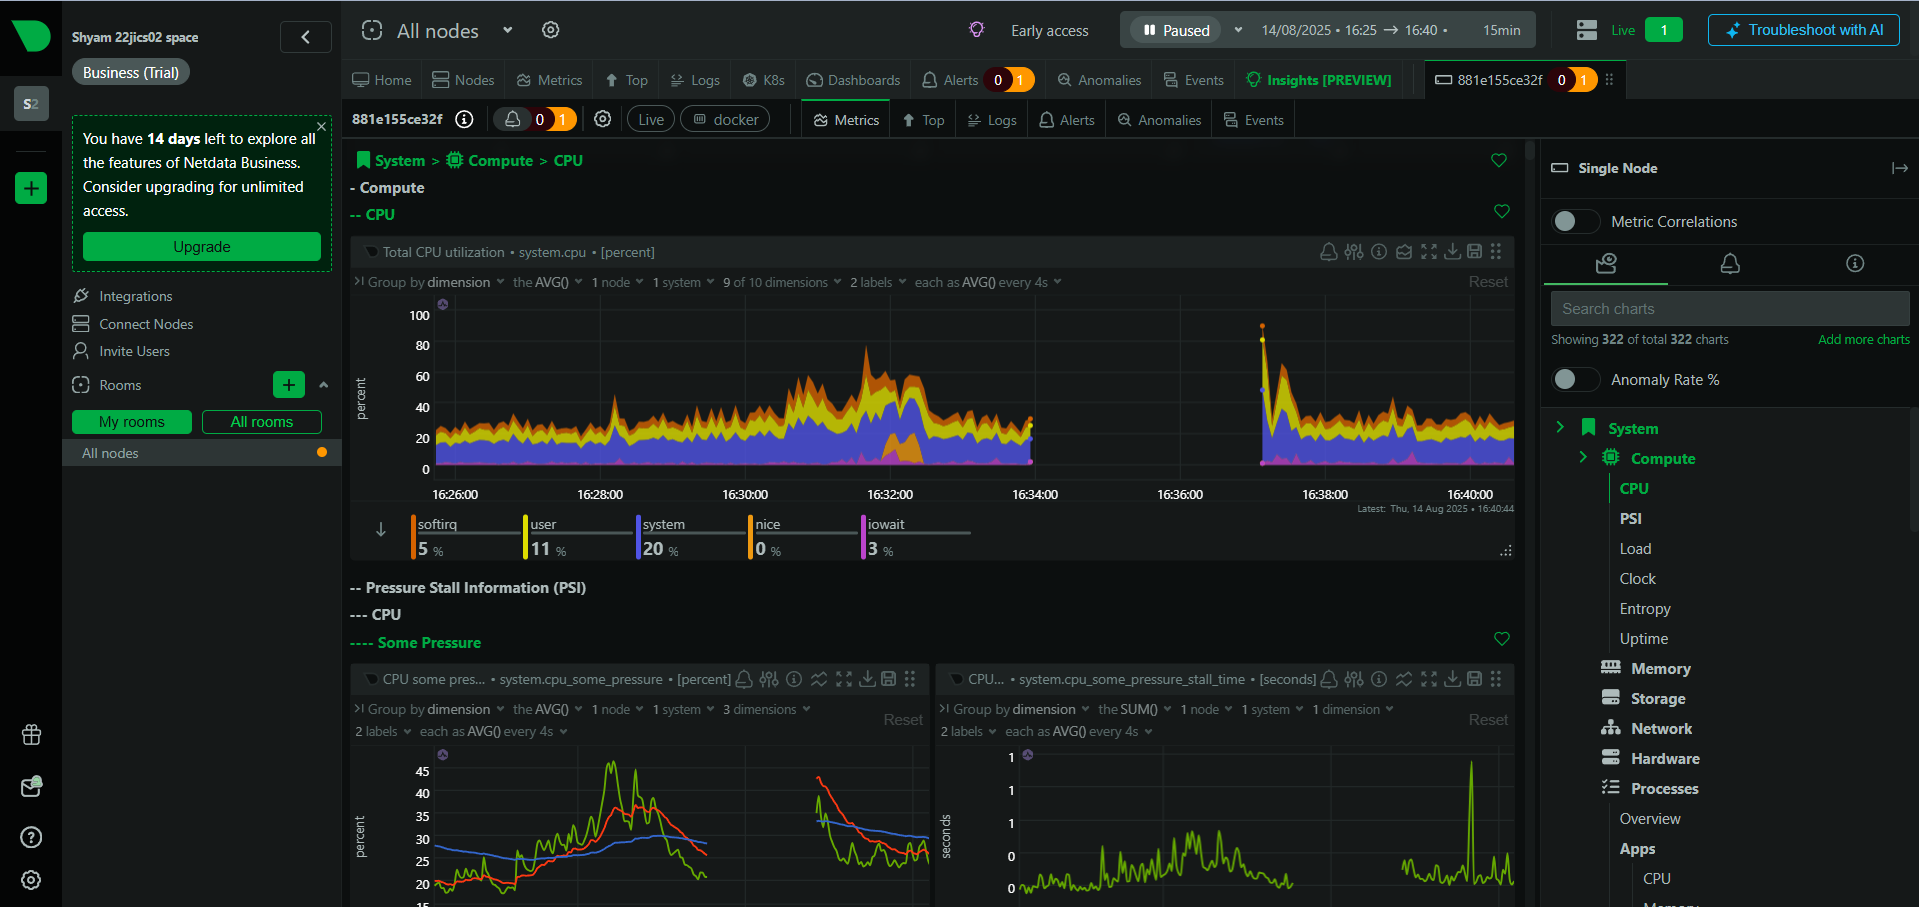 Shyam 22jics02 space
Business (Trial)
S2
You have 14 days left to explore all
the features of Netdata Business.
Consider upgrading for unlimited
access.
Upgrade
Integrations
Connect Nodes
Invite Users
Rooms
My rooms
All rooms
All nodes
All nodes
Early access
Paused
14/08/2025 • 16:25 → 16:40 •
15min
Live
1
Troubleshoot with AI
Home
Nodes
Metrics
Top
Logs
K8s
Dashboards
Alerts 0 1
Anomalies
Events
Insights [PREVIEW]
881e155ce32f 0 1
881e155ce32f
0 1
Live
docker
Metrics
Top
Logs
Alerts
Anomalies
Events
System > Compute > CPU
- Compute
-- CPU
Total CPU utilization • system.cpu • [percent]
Group by dimension the AVG() 1 node 1 system 9 of 10 dimensions 2 labels each as AVG() every 4s
Reset
percent
100
80
60
40
20
0
16:26:00 16:28:00 16:30:00 16:32:00 16:34:00 16:36:00 16:38:00 16:40:00
Latest: Thu, 14 Aug 2025 • 16:40:44
softirq
5 %
user
11 %
system
20 %
nice
0 %
iowait
3 %
-- Pressure Stall Information (PSI)
--- CPU
---- Some Pressure
CPU some pres... • system.cpu_some_pressure • [percent]
Group by dimension the AVG() 1 node 1 system 3 dimensions
2 labels each as AVG() every 4s
Reset
percent
45
40
35
30
25
20
15
CPU... • system.cpu_some_pressure_stall_time • [seconds]
Group by dimension the SUM() 1 node 1 system 1 dimension
2 labels each as AVG() every 4s
Reset
seconds
1
1
1
0
0
Single Node
Metric Correlations
Search charts
Showing 322 of total 322 charts
Add more charts
Anomaly Rate %
System
Compute
CPU
PSI
Load
Clock
Entropy
Uptime
Memory
Storage
Network
Hardware
Processes
Overview
Apps
CPU
Memory